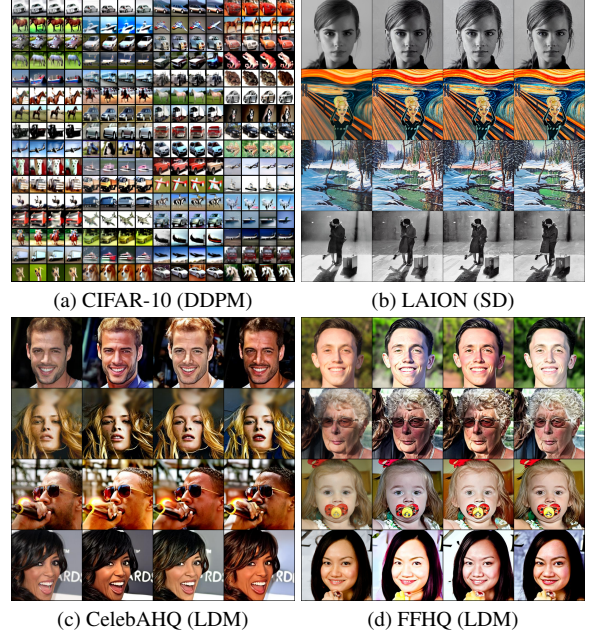 (a) CIFAR-10 (DDPM)
(b) LAION (SD)
(c) CelebAHQ (LDM)
(d) FFHQ (LDM)